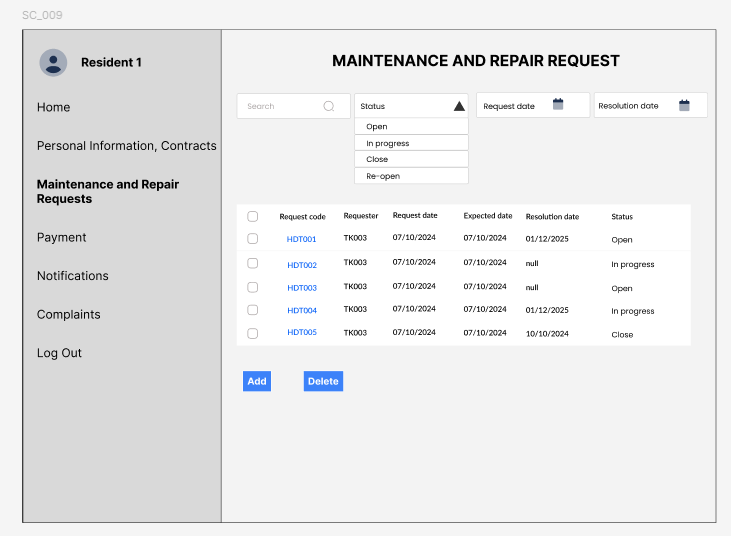 SC_009
Resident 1
Home
Personal Information, Contracts
Maintenance and Repair
Requests
Payment
Notifications
Complaints
Log Out
MAINTENANCE AND REPAIR REQUEST
Search Status Request date Resolution date
Open
In progress
Close
Re-open
Request code Requester Request date Expected date Resolution date Status
HDT001 TK003 07/10/2024 07/10/2024 01/12/2025 Open
HDT002 TK003 07/10/2024 07/10/2024 null In progress
HDT003 TK003 07/10/2024 07/10/2024 null Open
HDT004 TK003 07/10/2024 07/10/2024 01/12/2025 In progress
HDT005 TK003 07/10/2024 07/10/2024 10/10/2024 Close
Add Delete